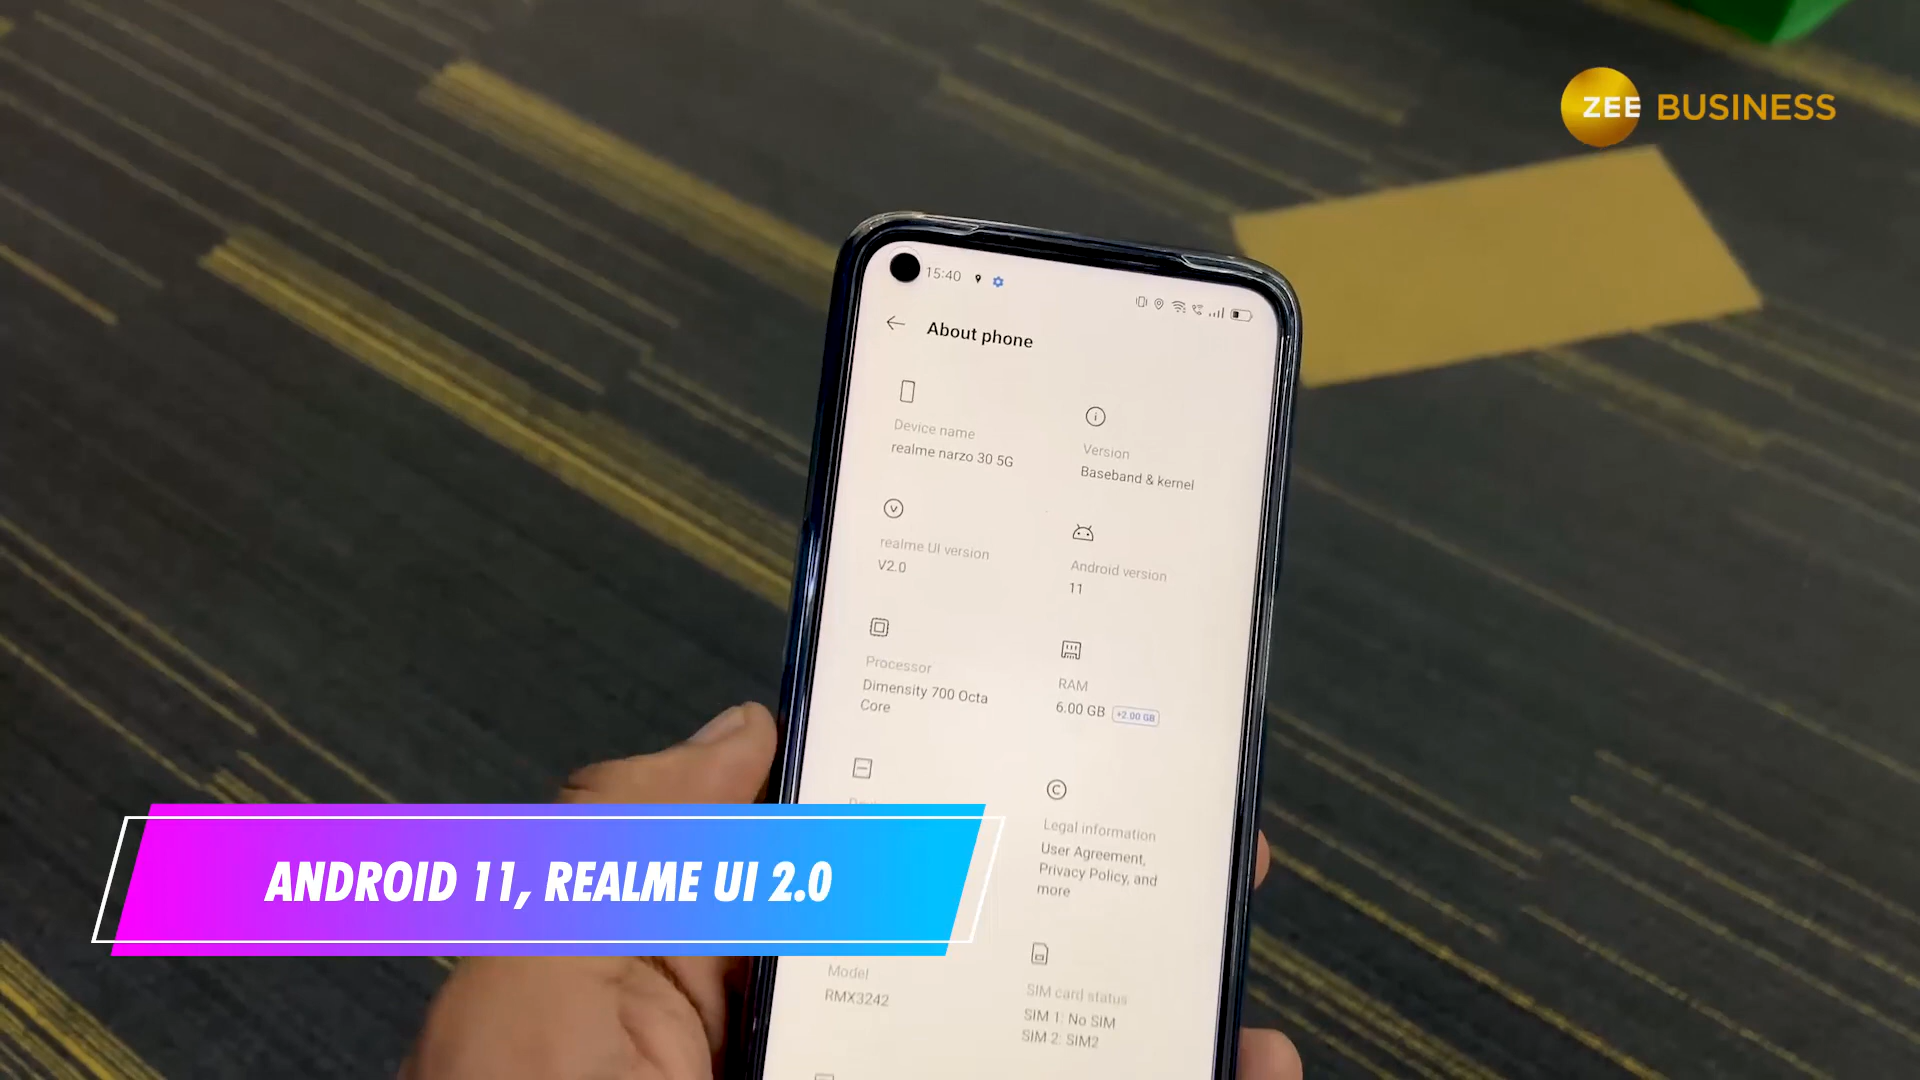 ZEE BUSINESS
15:40
About phone
Device name
realme narzo 30 5G
Version
Baseband & kernel
realme UI version
V2.0
Android version
11
Processor
Dimensity 700 Octa
Core
RAM
6.00 GB +2.00 GB
Legal information
User Agreement,
Privacy Policy, and
more
ANDROID 11, REALME UI 2.0
Model
RMX3242
SIM card status
SIM 1: No SIM
SIM 2: SIM2